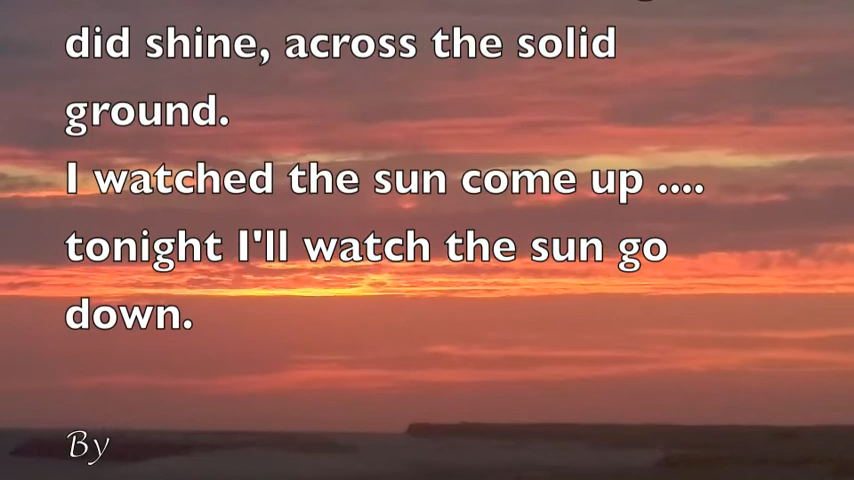 did shine, across the solid
ground.
I watched the sun come up ....
tonight I'll watch the sun go
down.
By